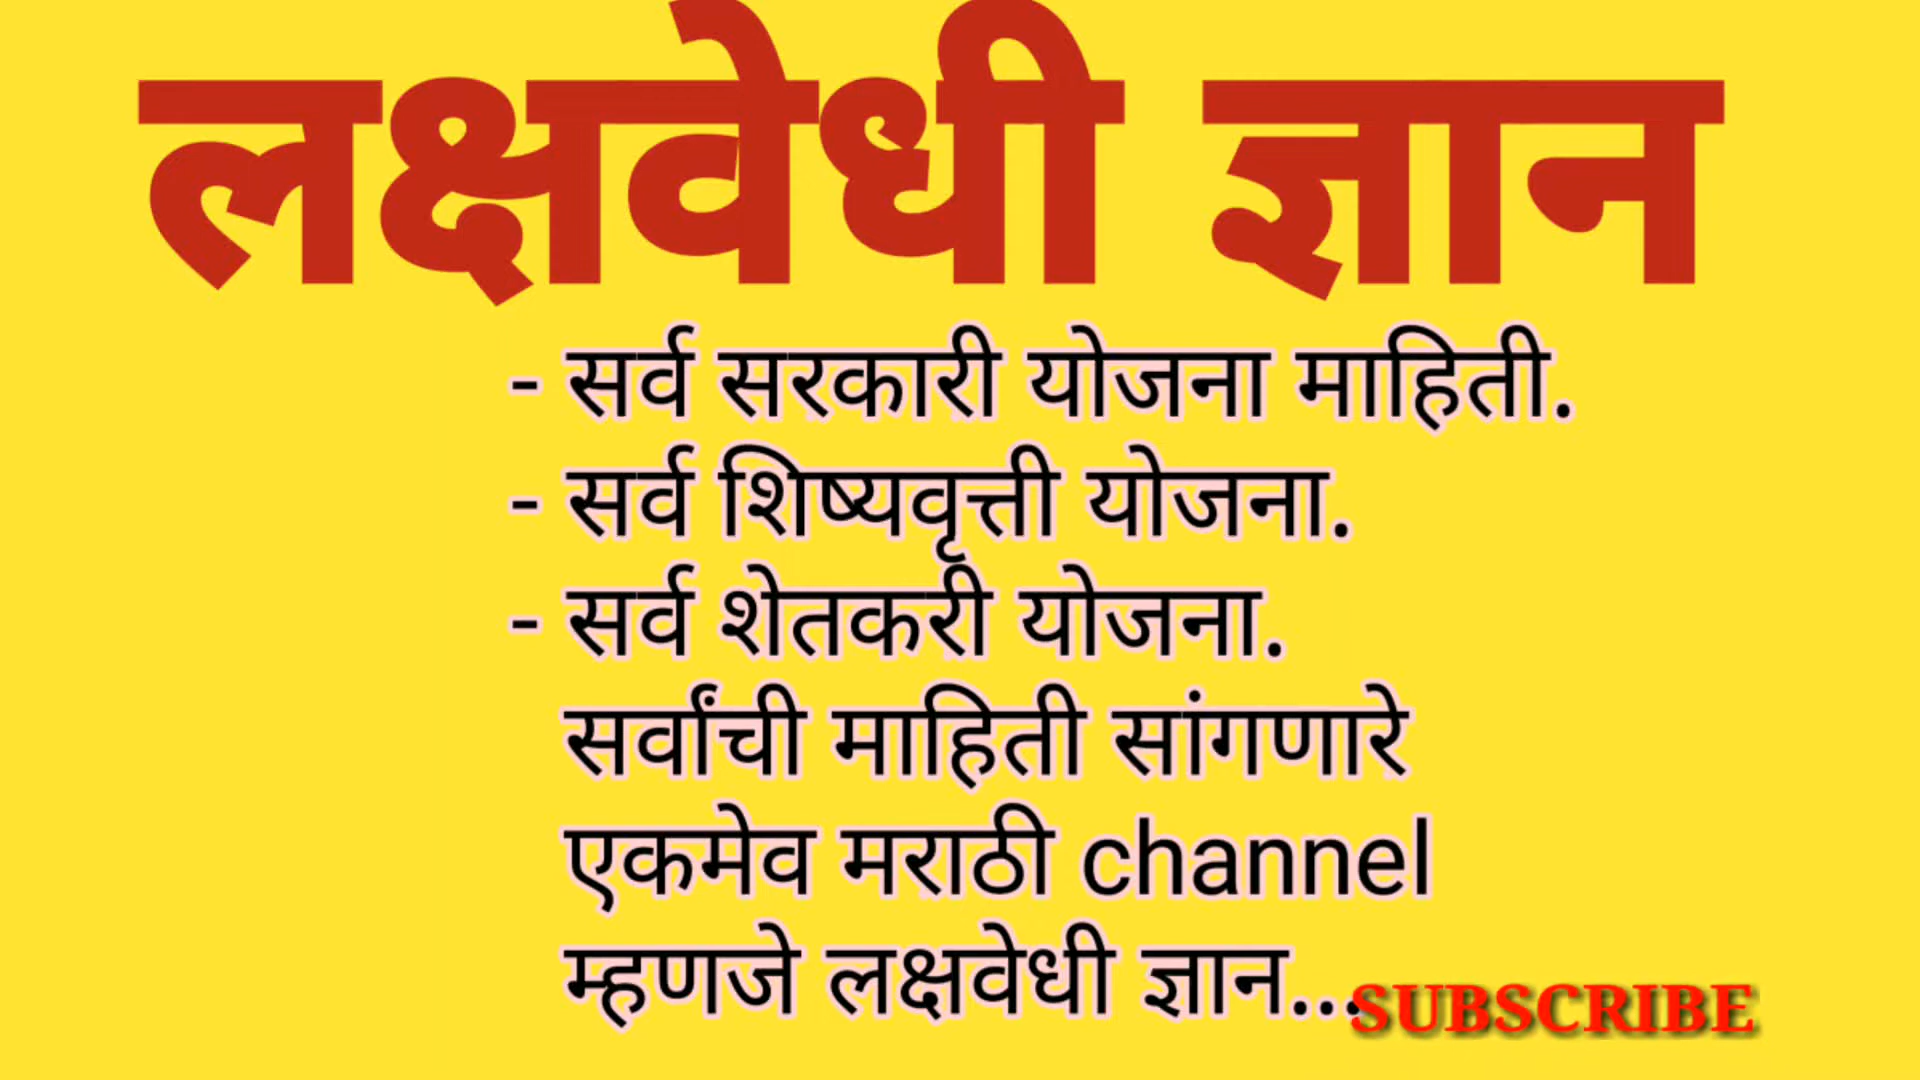 लक्षवेधी ज्ञान
- सर्व सरकारी योजना माहिती.
- सर्व शिष्यवृत्ती योजना.
- सर्व शेतकरी योजना.
सर्वांची माहिती सांगणारे
एकमेव मराठी channel
म्हणजे लक्षवेधी ज्ञान...
SUBSCRIBE